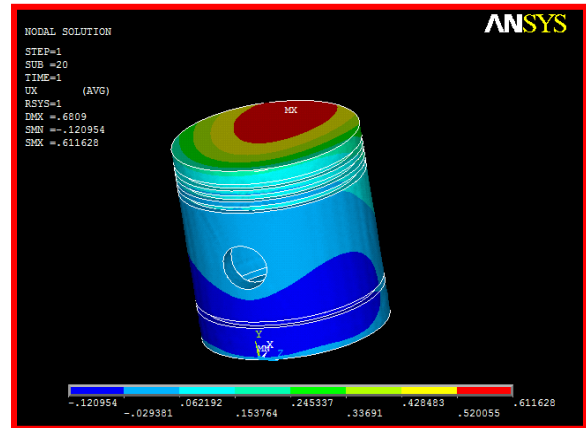 NODAL SOLUTION
ANSYS
STEP=1
SUB =20
TIME=1
UX (AVG)
RSYS=1
DMX =.6809
SMN =-.120954
SMX =.611628
MX
Y
X
MN
Z
-.120954 .062192 .245337 .428483 .611628
-.029381 .153764 .33691 .520055